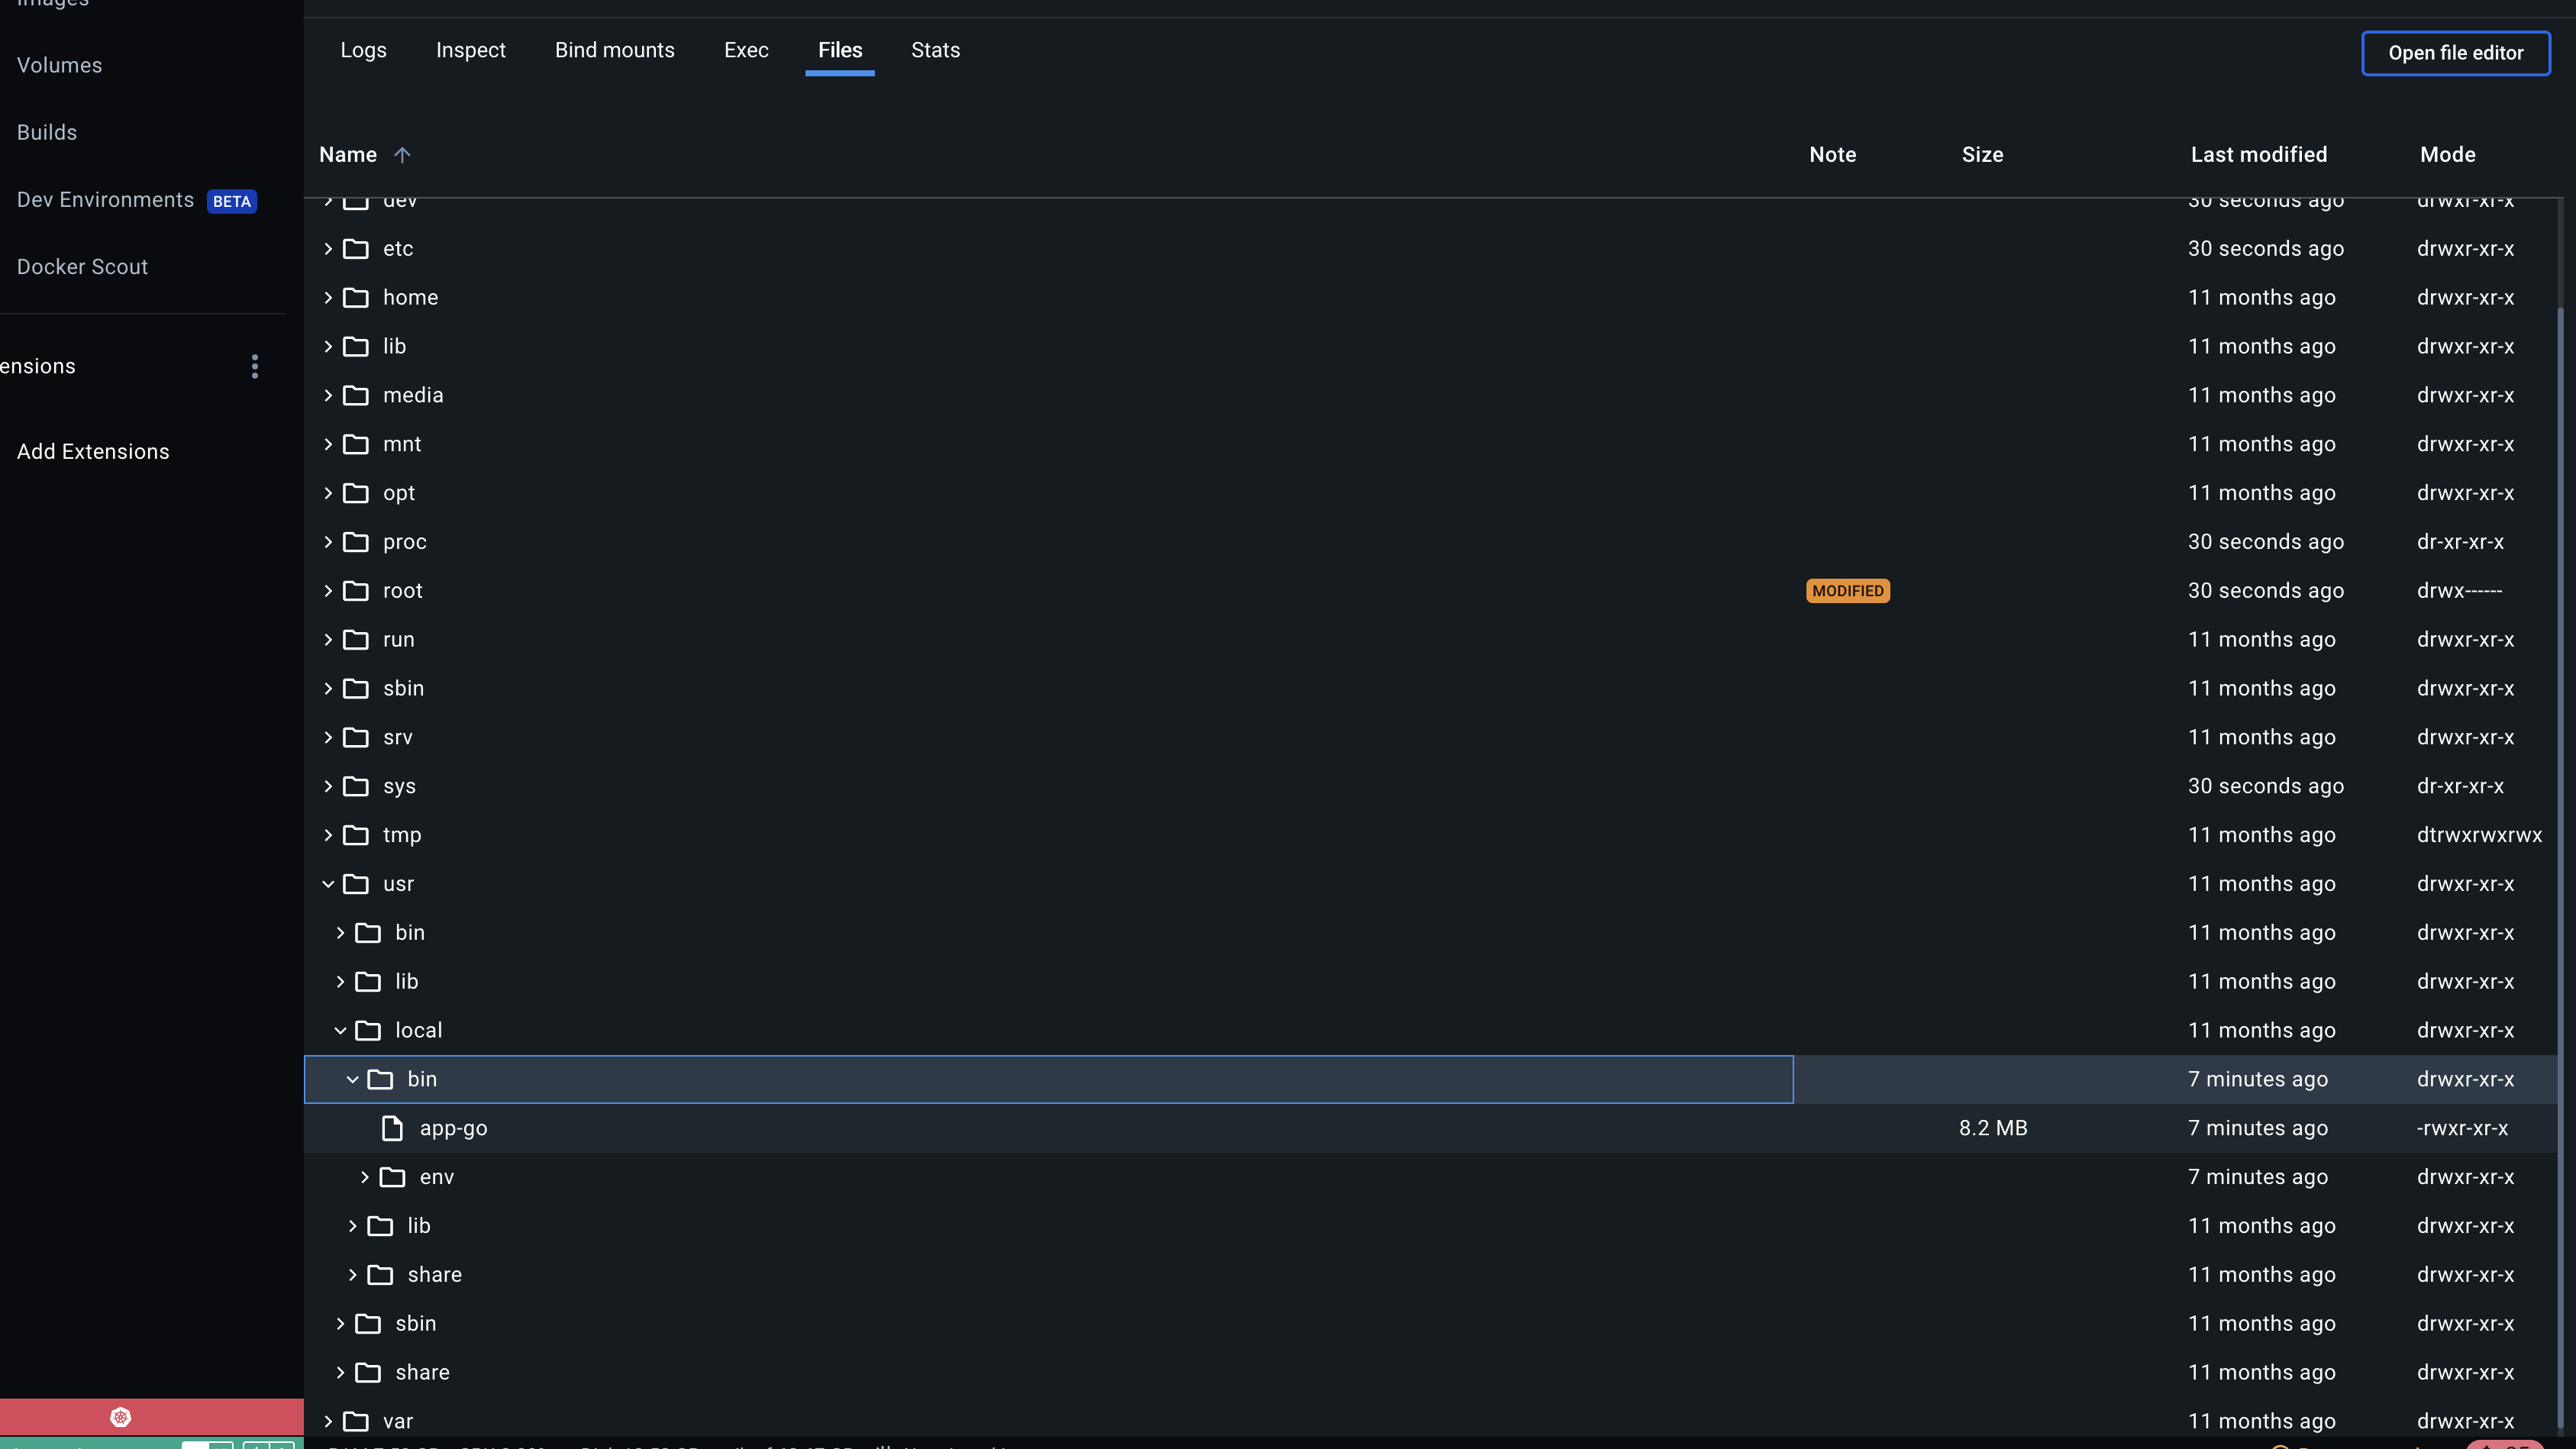 Images
Volumes
Builds
Dev Environments BETA
Docker Scout
ensions
Add Extensions
Logs Inspect Bind mounts Exec Files Stats Open file editor
Name Note Size Last modified Mode
dev 30 seconds ago drwxr-xr-x
etc 30 seconds ago drwxr-xr-x
home 11 months ago drwxr-xr-x
lib 11 months ago drwxr-xr-x
media 11 months ago drwxr-xr-x
mnt 11 months ago drwxr-xr-x
opt 11 months ago drwxr-xr-x
proc 30 seconds ago dr-xr-xr-x
root MODIFIED 30 seconds ago drwx------
run 11 months ago drwxr-xr-x
sbin 11 months ago drwxr-xr-x
srv 11 months ago drwxr-xr-x
sys 30 seconds ago dr-xr-xr-x
tmp 11 months ago dtrwxrwxrwx
usr 11 months ago drwxr-xr-x
bin 11 months ago drwxr-xr-x
lib 11 months ago drwxr-xr-x
local 11 months ago drwxr-xr-x
bin 7 minutes ago drwxr-xr-x
app-go 8.2 MB 7 minutes ago -rwxr-xr-x
env 7 minutes ago drwxr-xr-x
lib 11 months ago drwxr-xr-x
share 11 months ago drwxr-xr-x
sbin 11 months ago drwxr-xr-x
share 11 months ago drwxr-xr-x
var 11 months ago drwxr-xr-x